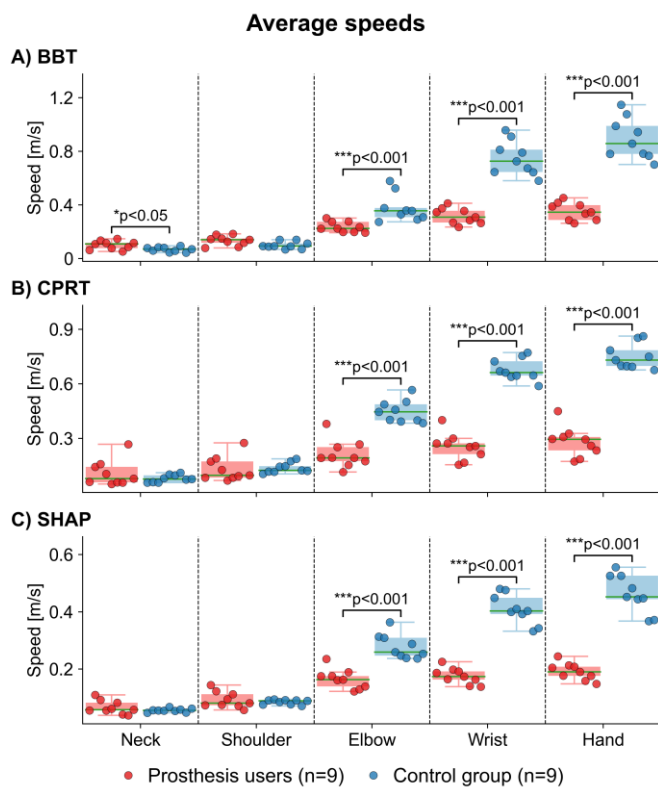 Average speeds
A) BBT
Speed [m/s]
1.2
0.8
0.4
0
*p<0.05
***p<0.001
***p<0.001
***p<0.001
B) CPRT
Speed [m/s]
0.9
0.6
0.3
0
***p<0.001
***p<0.001
***p<0.001
C) SHAP
Speed [m/s]
0.6
0.4
0.2
***p<0.001
***p<0.001
***p<0.001
Neck Shoulder Elbow Wrist Hand
Prosthesis users (n=9) Control group (n=9)